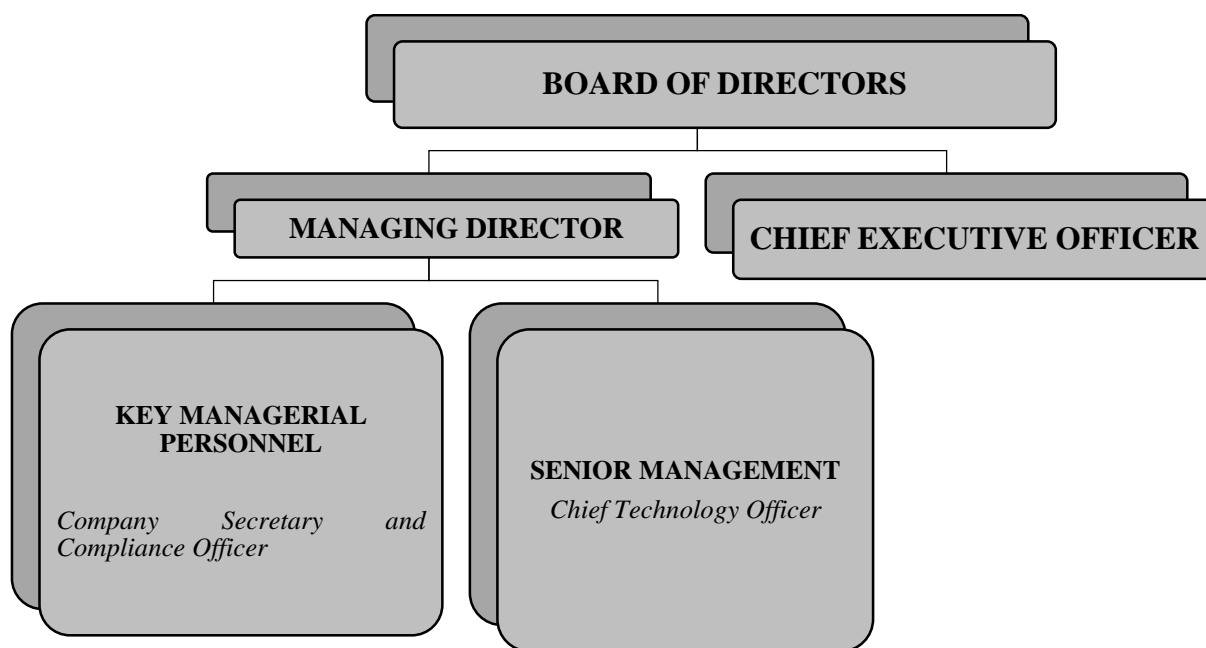 BOARD OF DIRECTORS
MANAGING DIRECTOR
CHIEF EXECUTIVE OFFICER
KEY MANAGERIAL
PERSONNEL
Company Secretary and
Compliance Officer
SENIOR MANAGEMENT
Chief Technology Officer